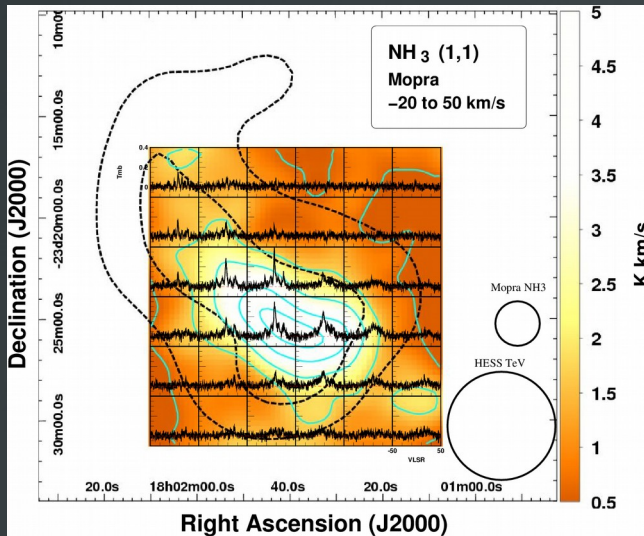 10m00.0s
15m00.0s
-23d20m00.0s
25m00.0s
30m00.0s
Declination (J2000)
NH3 (1,1)
Mopra
−20 to 50 km/s
0.4
Tmb
0
Mopra NH3
HESS TeV
-50
50
VLSR
20.0s
18h02m00.0s
40.0s
20.0s
01m00.0s
Right Ascension (J2000)
5
4.5
4
3.5
3
2.5
2
1.5
1
0.5
K km/s